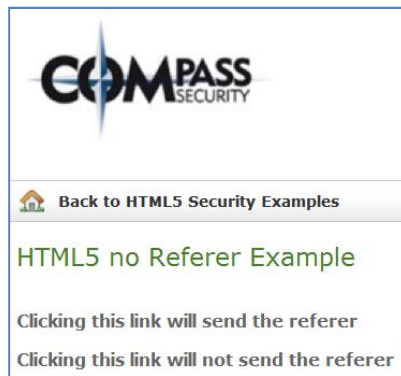 COMPASS
SECURITY
Back to HTML5 Security Examples
HTML5 no Referer Example
Clicking this link will send the referer
Clicking this link will not send the referer